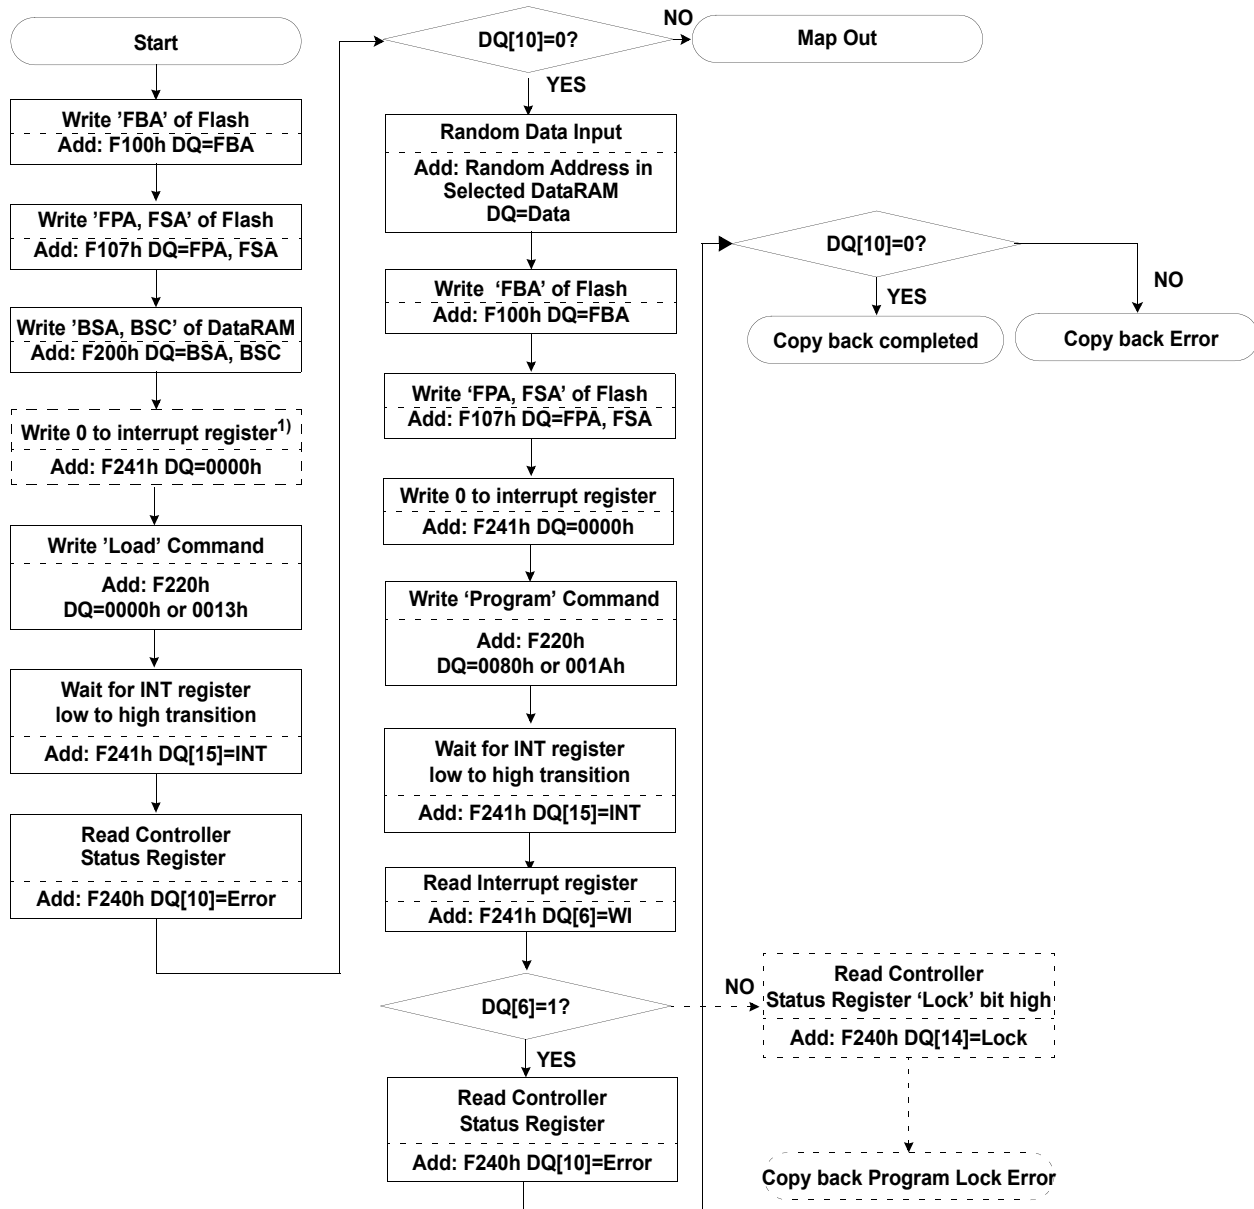 Start
Write 'FBA' of Flash
Add: F100h DQ=FBA
Write 'FPA, FSA' of Flash
Add: F107h DQ=FPA, FSA
Write 'BSA, BSC' of DataRAM
Add: F200h DQ=BSA, BSC
Write 0 to interrupt register1)
Add: F241h DQ=0000h
Write 'Load' Command
Add: F220h
DQ=0000h or 0013h
Wait for INT register
low to high transition
Add: F241h DQ[15]=INT
Read Controller
Status Register
Add: F240h DQ[10]=Error
DQ[10]=0?
NO
Map Out
YES
Random Data Input
Add: Random Address in
Selected DataRAM
DQ=Data
Write ‘FBA’ of Flash
Add: F100h DQ=FBA
Write ‘FPA, FSA’ of Flash
Add: F107h DQ=FPA, FSA
Write 0 to interrupt register
Add: F241h DQ=0000h
Write ‘Program’ Command
Add: F220h
DQ=0080h or 001Ah
Wait for INT register
low to high transition
Add: F241h DQ[15]=INT
Read Interrupt register
Add: F241h DQ[6]=WI
DQ[6]=1?
NO
YES
Read Controller
Status Register
Add: F240h DQ[10]=Error
DQ[10]=0?
YES
NO
Copy back completed
Copy back Error
Read Controller
Status Register ‘Lock’ bit high
Add: F240h DQ[14]=Lock
Copy back Program Lock Error